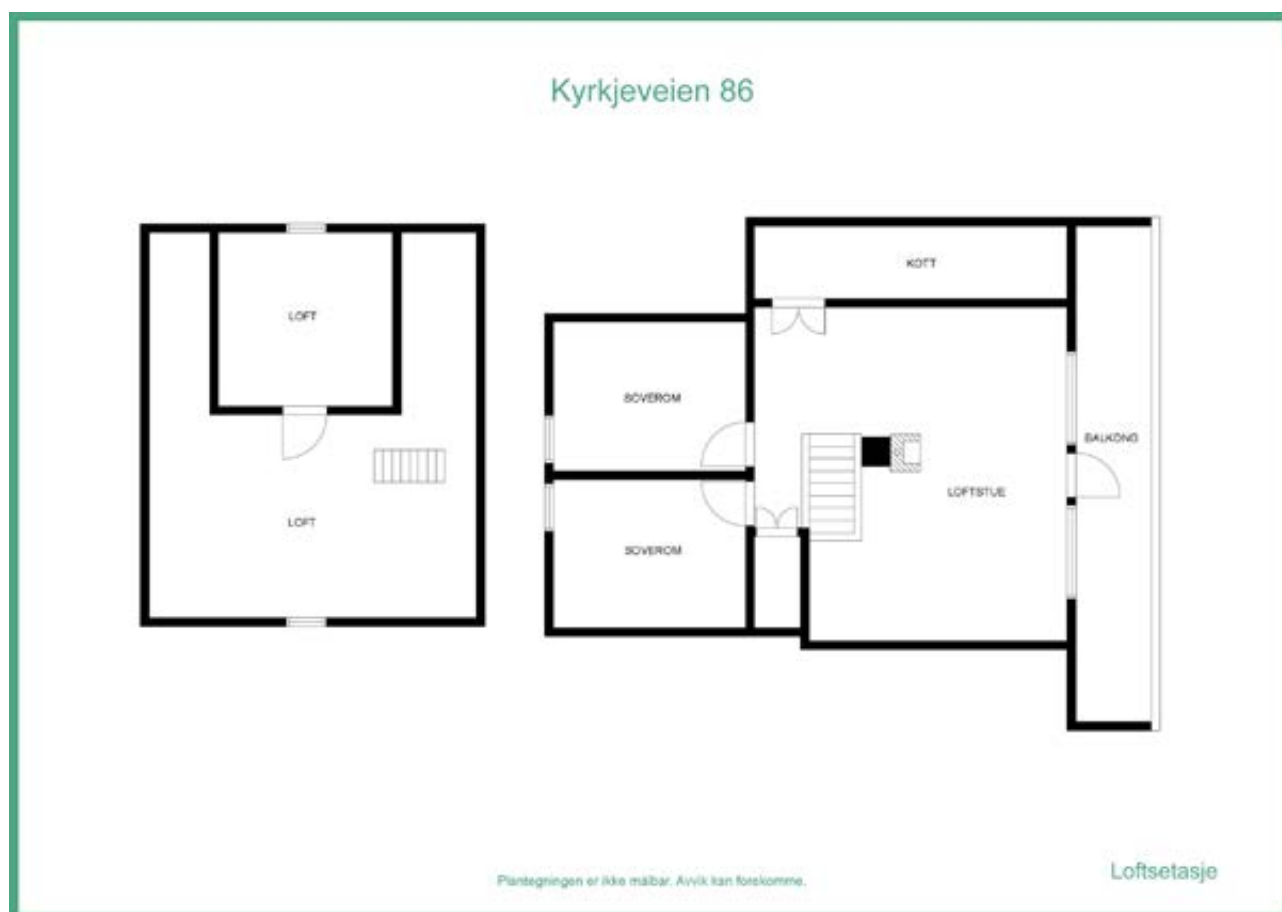 Kyrkjeveien 86
KOTT
LOFT
SOVEROM
BALKONG
LOFTSTUE
LOFT
SOVEROM
Plantegningen er ikke målbar. Avvik kan forekomme.
Loftsetasje